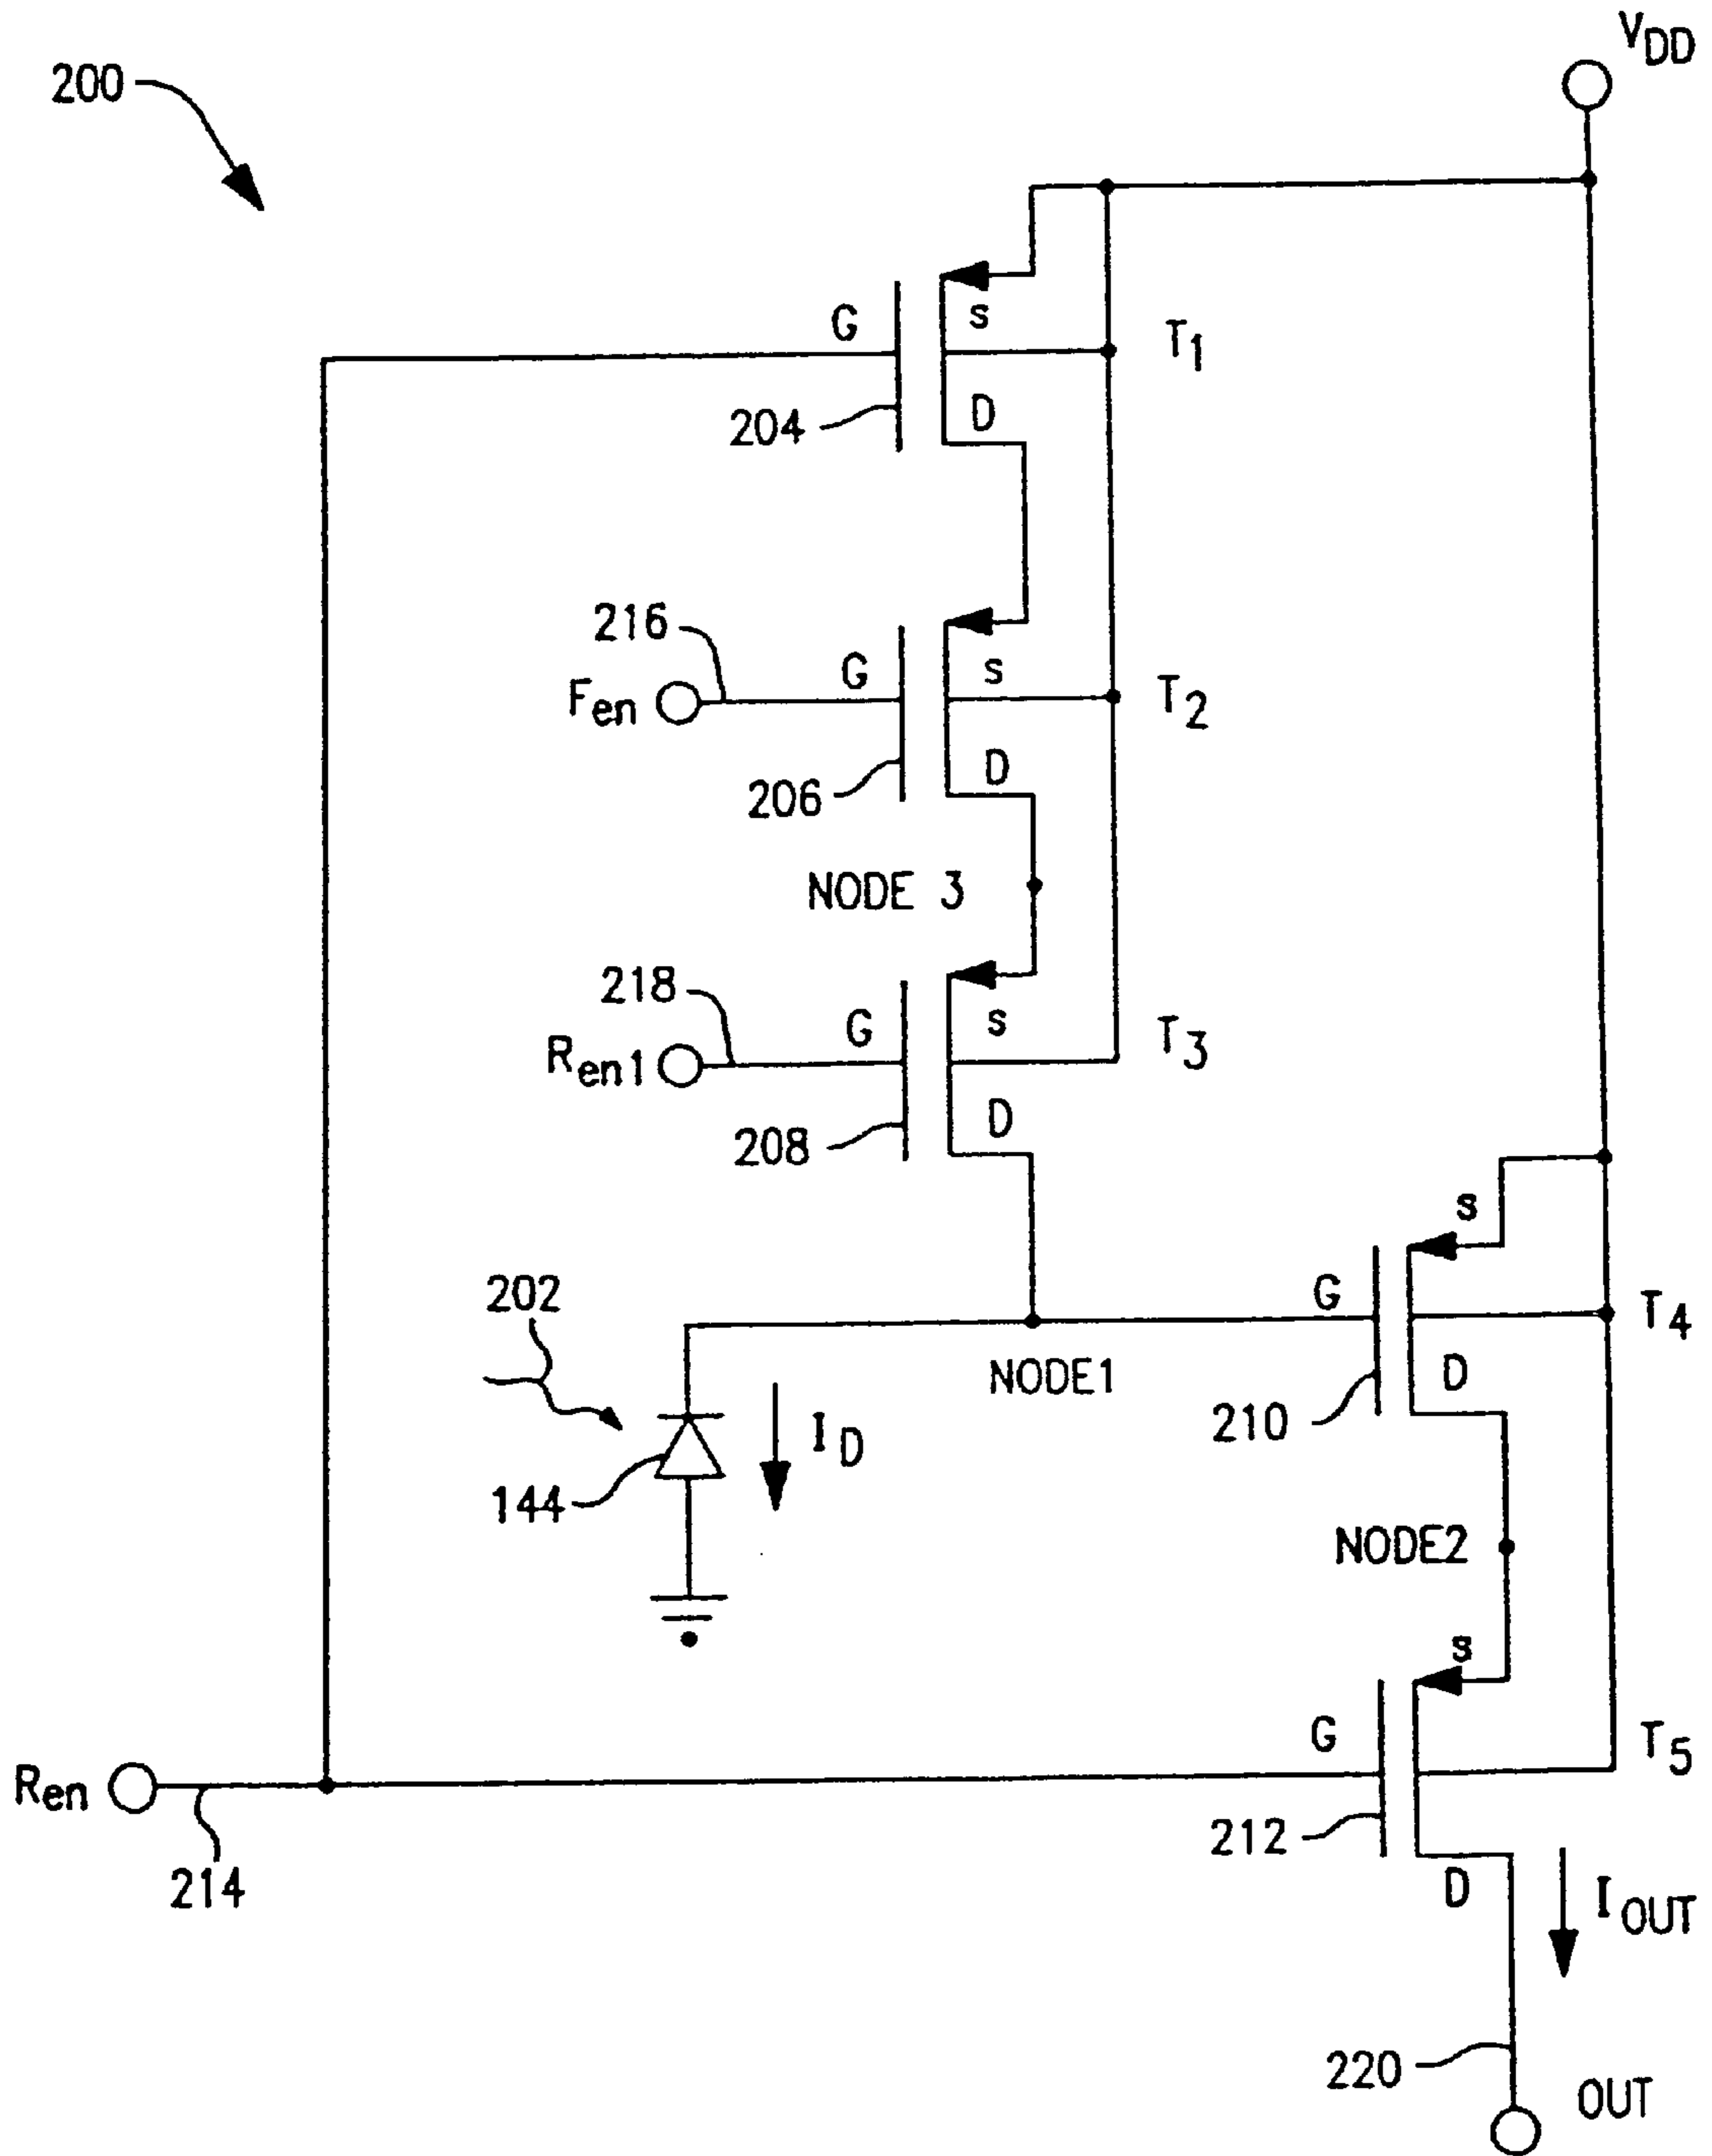 V_DD
200
G
S
T_1
204
D
216
F_en
G
S
T_2
D
206
NODE 3
218
R_en1
G
S
T_3
208
D
S
202
G
T_4
NODE1
D
210
I_D
144
NODE2
S
G
T_5
R_en
212
214
D
I_OUT
220
OUT